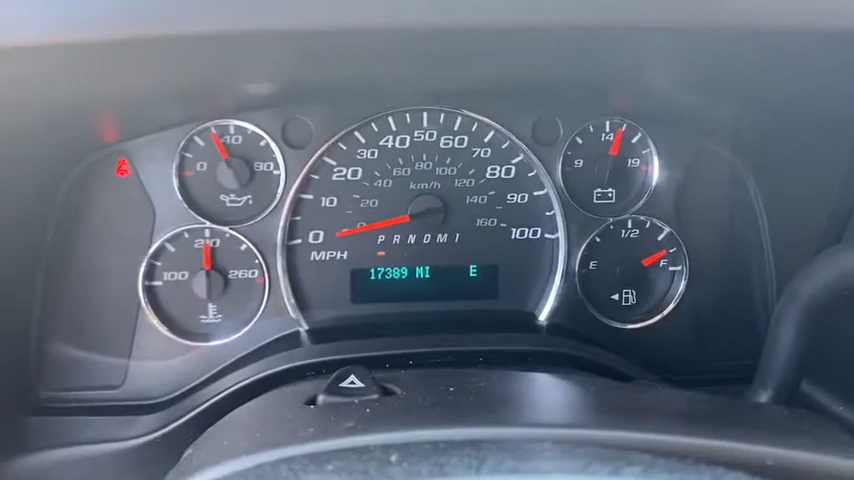 0 40 80
100 210 260
0 10 20 30 40 50 60 70 80 90 100
MPH
0 20 40 60 80 100 120 140 160
km/h
P R N D M 1
17389 MI E
9 14 19
E 1/2 F